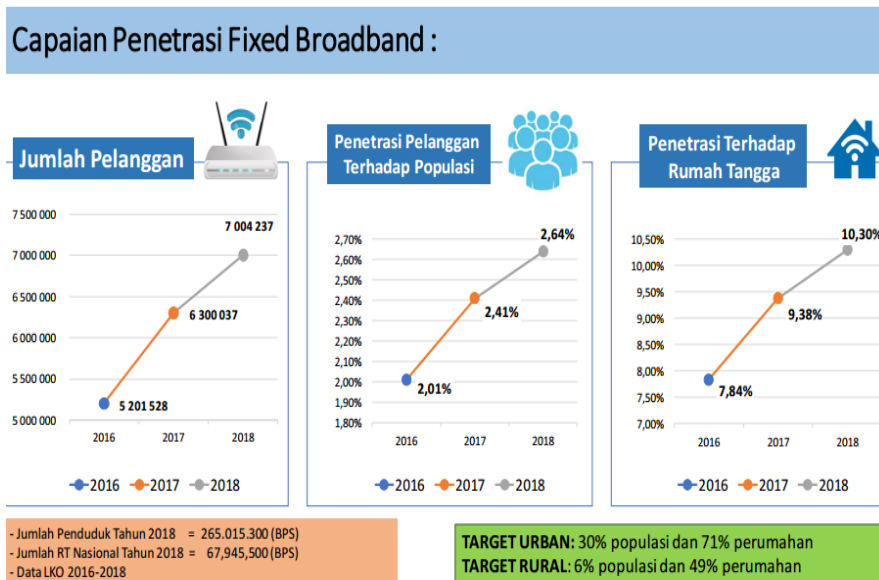 Capaian Penetrasi Fixed Broadband :
Jumlah Pelanggan
7 500 000
7 000 000
6 500 000
6 000 000
5 500 000
5 000 000
7 004 237
6 300 037
5 201 528
2016 2017 2018
2016 2017 2018
Penetrasi Pelanggan
Terhadap Populasi
2,70%
2,60%
2,50%
2,40%
2,30%
2,20%
2,10%
2,00%
1,90%
1,80%
2,64%
2,41%
2,01%
2016 2017 2018
2016 2017 2018
Penetrasi Terhadap
Rumah Tangga
10,50%
10,00%
9,50%
9,00%
8,50%
8,00%
7,50%
7,00%
10,30%
9,38%
7,84%
2016 2017 2018
2016 2017 2018
- Jumlah Penduduk Tahun 2018 = 265.015.300 (BPS)
- Jumlah RT Nasional Tahun 2018 = 67,945,500 (BPS)
- Data LKO 2016-2018
TARGET URBAN: 30% populasi dan 71% perumahan
TARGET RURAL: 6% populasi dan 49% perumahan